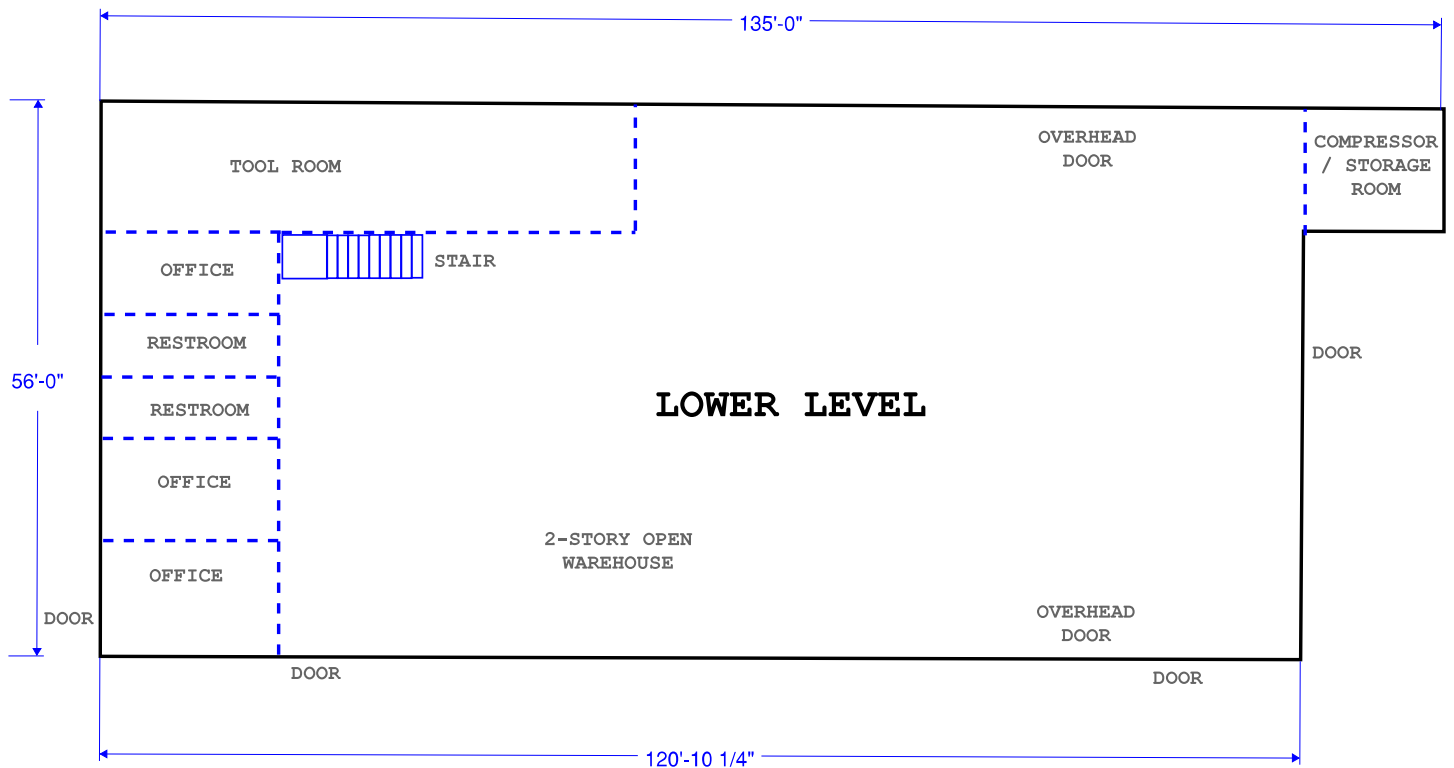 135'-0"
OVERHEAD
DOOR
COMPRESSOR
/ STORAGE
ROOM
TOOL ROOM
STAIR
OFFICE
RESTROOM
DOOR
56'-0"
LOWER LEVEL
RESTROOM
OFFICE
2-STORY OPEN
WAREHOUSE
OFFICE
DOOR
OVERHEAD
DOOR
DOOR
DOOR
120'-10 1/4"